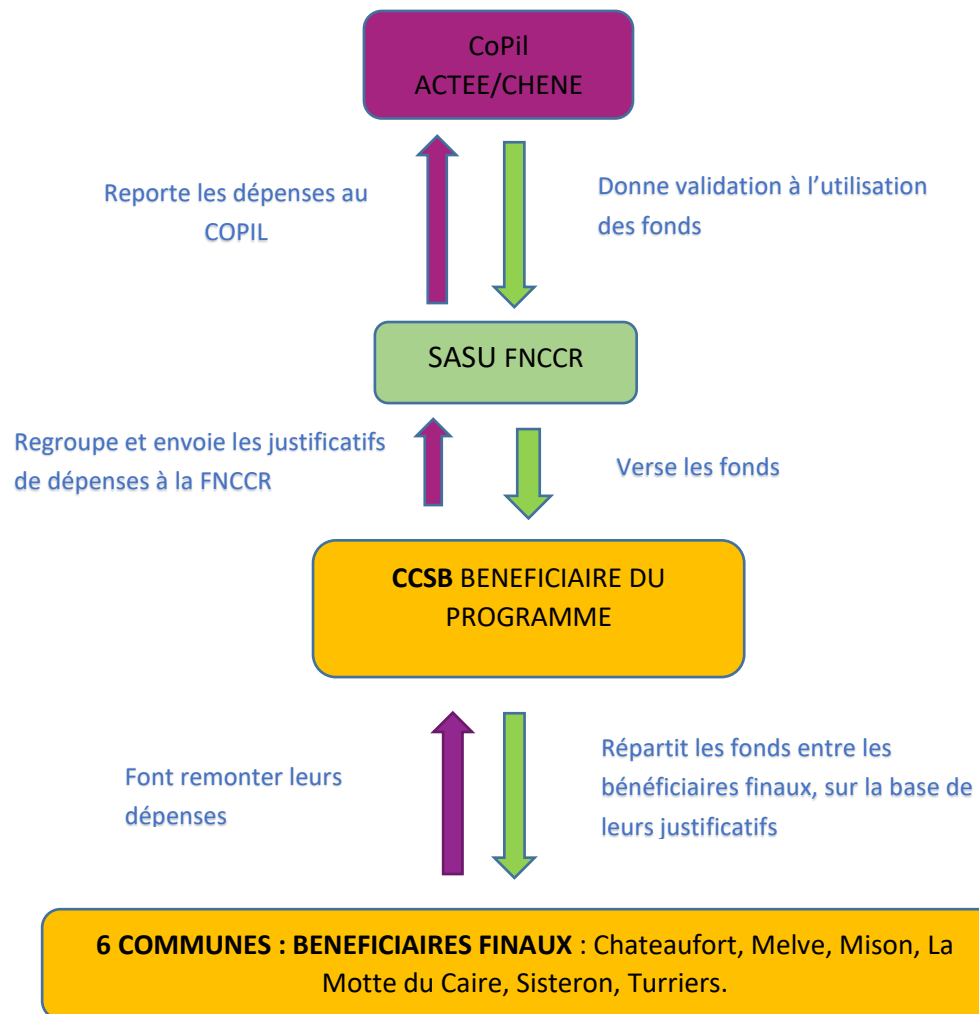 CoPil
ACTEE/CHENE
Reporte les dépenses au
COPIL
Donne validation à l'utilisation
des fonds
SASU FNCCR
Regroupe et envoie les justificatifs
de dépenses à la FNCCR
Verse les fonds
CCSB BENEFICIAIRE DU
PROGRAMME
Font remonter leurs
dépenses
Répartit les fonds entre les
bénéficiaires finaux, sur la base de
leurs justificatifs
6 COMMUNES : BENEFICIAIRES FINAUX : Chateaufort, Melve, Mison, La
Motte du Caire, Sisteron, Turriers.